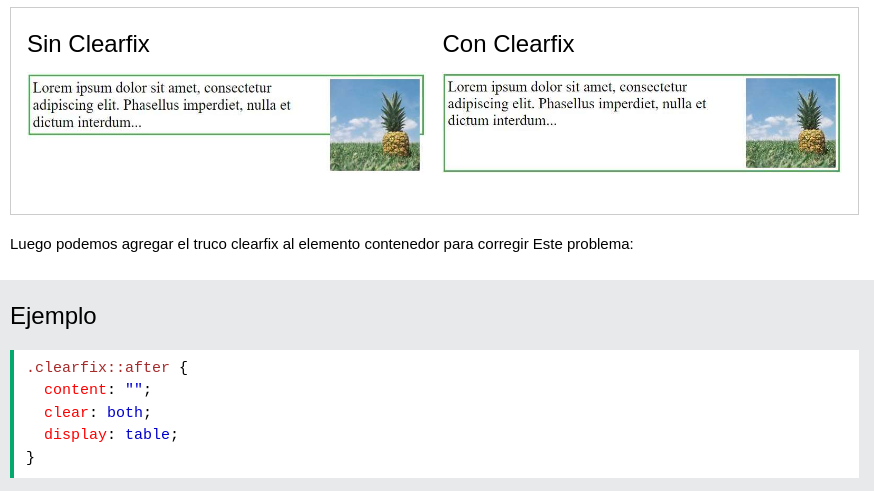 Sin Clearfix
Lorem ipsum dolor sit amet, consectetur
adipiscing elit. Phasellus imperdiet, nulla et
dictum interdum...
Con Clearfix
Lorem ipsum dolor sit amet, consectetur
adipiscing elit. Phasellus imperdiet, nulla et
dictum interdum...
Luego podemos agregar el truco clearfix al elemento contenedor para corregir Este problema:
Ejemplo
.clearfix::after {
  content: "";
  clear: both;
  display: table;
}